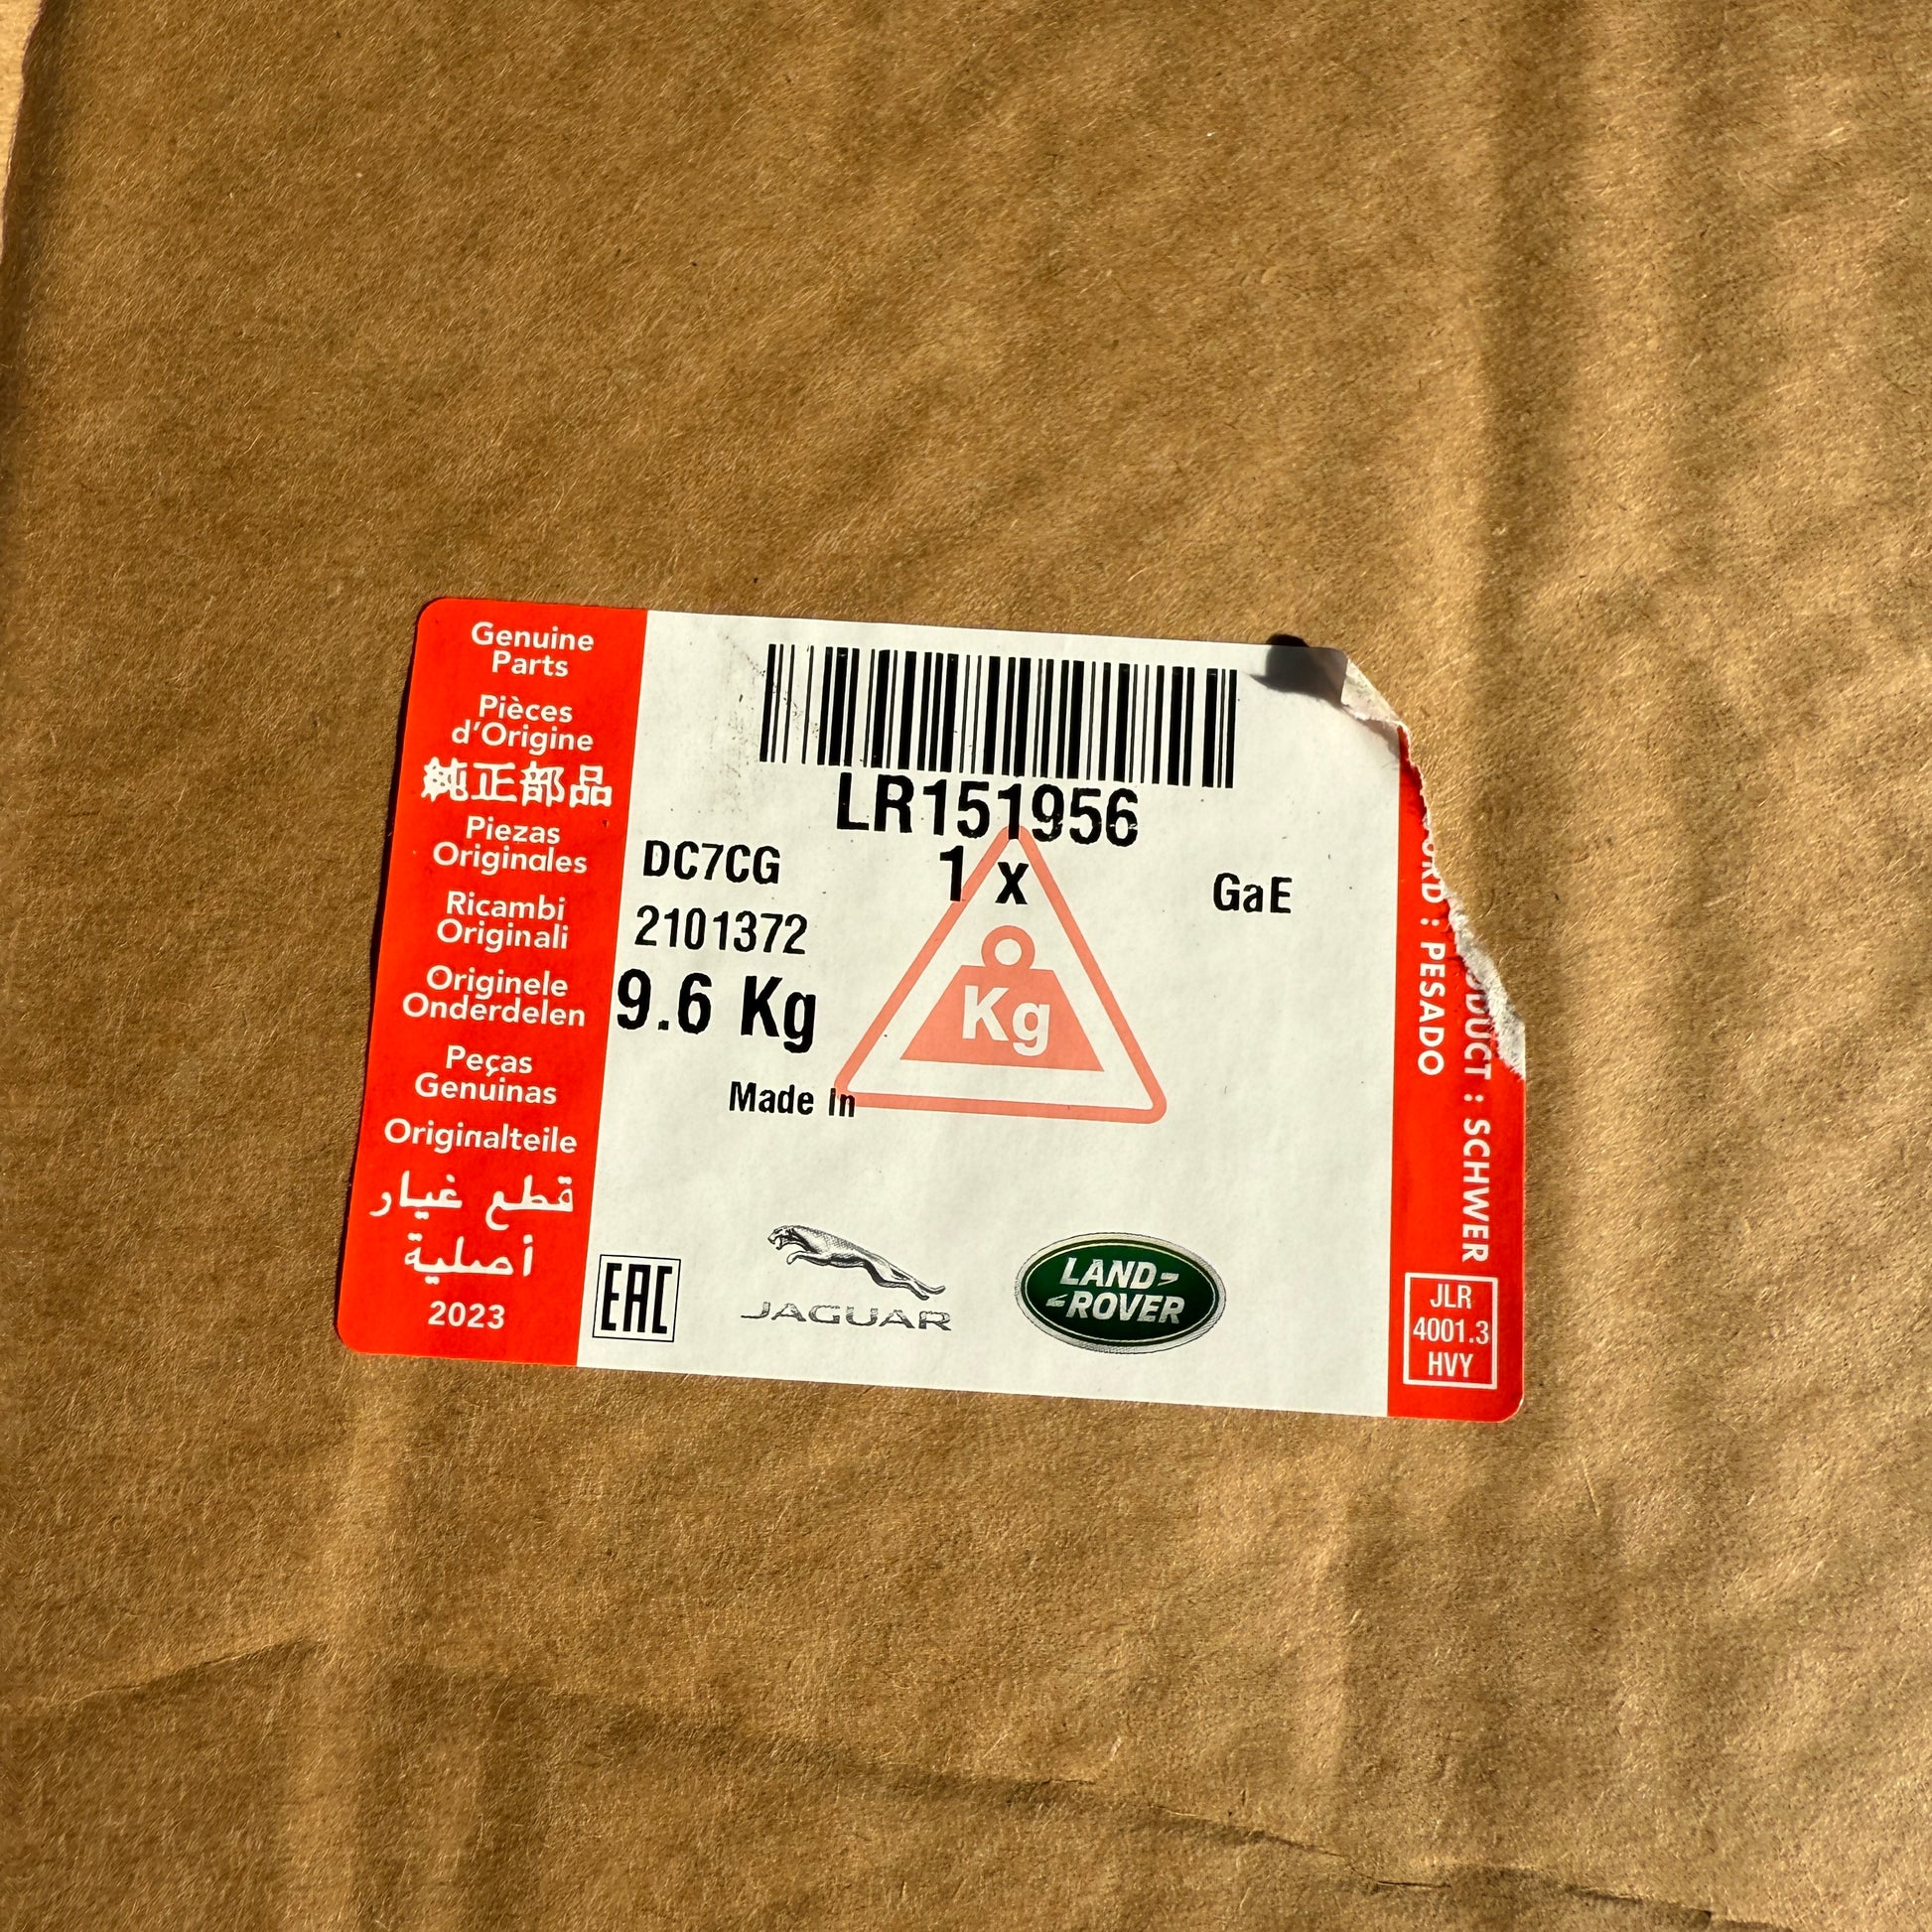 Genuine
Parts
Pièces
d'Origine
純正部品
Piezas
Originales
Ricambi
Originali
Originele
Onderdelen
Peças
Genuínas
Originalteile
قطع غيار
أصلية
2023
LR151956
DC7CG
1 x
GaE
2101372
9.6 Kg
Kg
Made in
EAC
JAGUAR
LAND-
-ROVER
: SCHWER
: PESADO
JLR
4001.3
HVY